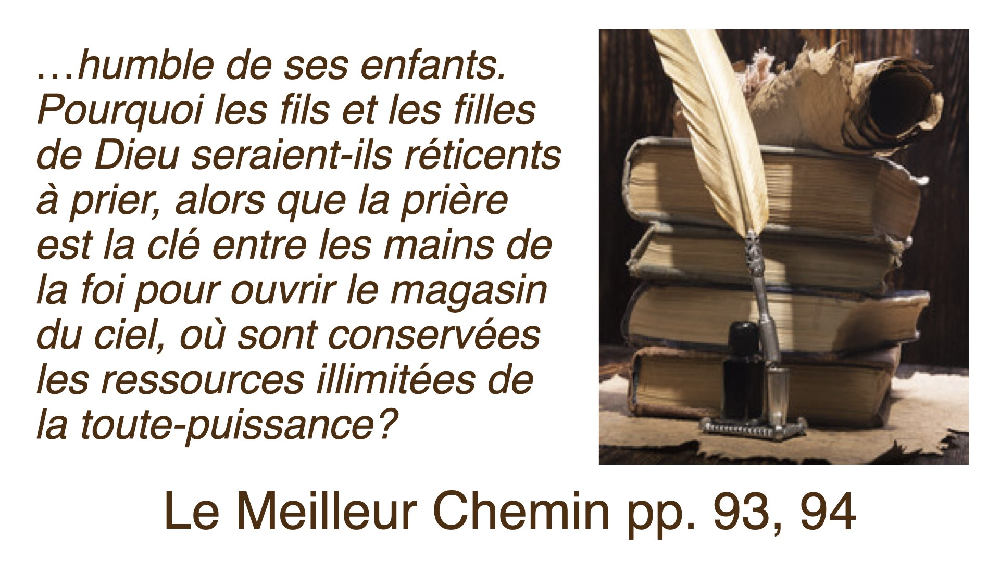 …humble de ses enfants.
Pourquoi les fils et les filles
de Dieu seraient-ils réticents
à prier, alors que la prière
est la clé entre les mains de
la foi pour ouvrir le magasin
du ciel, où sont conservées
les ressources illimitées de
la toute-puissance?
Le Meilleur Chemin pp. 93, 94